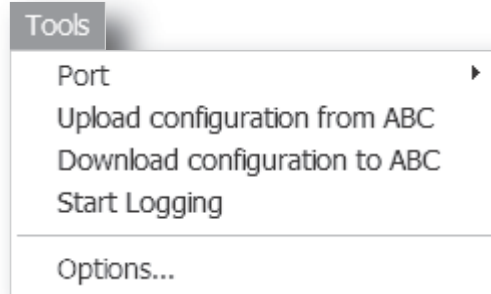 Tools
Port
Upload configuration from ABC
Download configuration to ABC
Start Logging
Options...